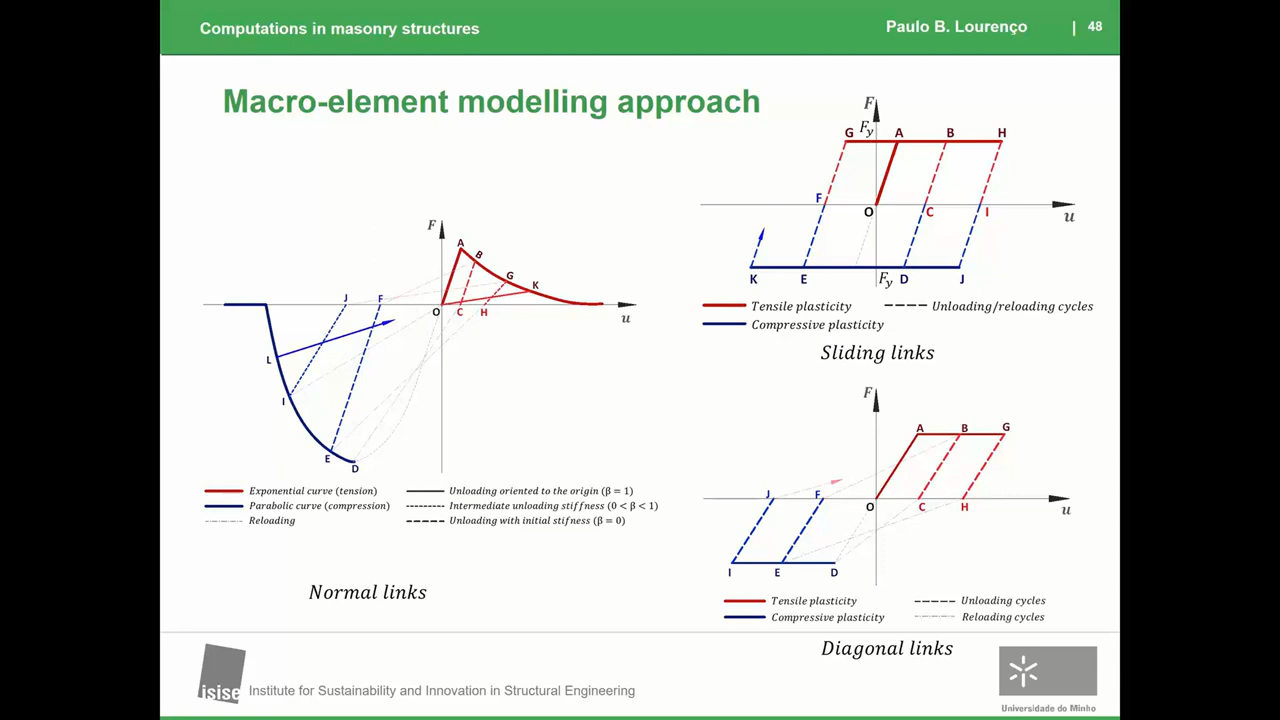 Computations in masonry structures
Paulo B. Lourenço | 48
Macro-element modelling approach
F
A
B
G
K
J
F
O
C
H
u
L
I
E
D
Exponential curve (tension)
Parabolic curve (compression)
Reloading
Unloading oriented to the origin (β = 1)
Intermediate unloading stiffness (0 < β < 1)
Unloading with initial stifness (β = 0)
Normal links
F
Fy
G
A
B
H
F
O
C
I
u
K
E
Fy
D
J
Tensile plasticity
Compressive plasticity
Unloading/reloading cycles
Sliding links
F
A
B
G
J
F
O
C
H
u
I
E
D
Tensile plasticity
Compressive plasticity
Unloading cycles
Reloading cycles
Diagonal links
isise
Institute for Sustainability and Innovation in Structural Engineering
Universidade do Minho